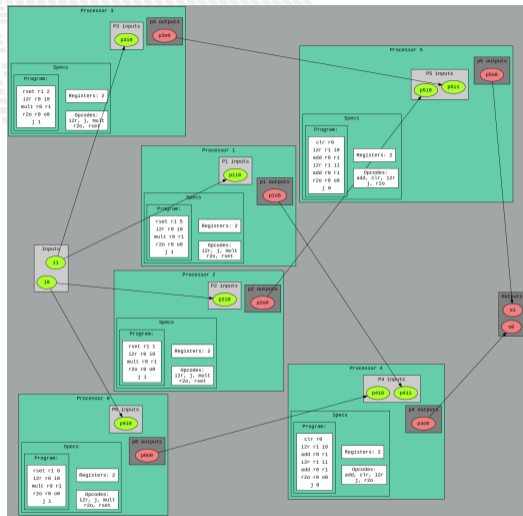 Processor 3
P3 inputs
p3 outputs
p3i0
p3o0
Specs
Program:
rset r1 2
i2r r0 i0
mult r0 r1
r2o r0 o0
j 1
Registers: 2
Opcodes:
i2r, j, mult
r2o, rset
Processor 5
P5 inputs
p5 outputs
p5i0
p5i1
p5o0
Specs
Program:
clr r0
i2r r1 i0
add r0 r1
i2r r1 i1
add r0 r1
r2o r0 o0
j 0
Registers: 2
Opcodes:
add, clr, i2r
j, r2o
Processor 1
P1 inputs
p1 outputs
p1i0
p1o0
Specs
Program:
rset r1 5
i2r r0 i0
mult r0 r1
r2o r0 o0
j 1
Registers: 2
Opcodes:
i2r, j, mult
r2o, rset
Inputs
i1
i0
Processor 2
P2 inputs
p2 outputs
p2i0
p2o0
Specs
Program:
rset r1 1
i2r r0 i0
mult r0 r1
r2o r0 o0
j 1
Registers: 2
Opcodes:
i2r, j, mult
r2o, rset
Outputs
o1
o0
Processor 4
P4 inputs
p4 outputs
p4i0
p4i1
p4o0
Specs
Program:
clr r0
i2r r1 i0
add r0 r1
i2r r1 i1
add r0 r1
r2o r0 o0
j 0
Registers: 2
Opcodes:
add, clr, i2r
j, r2o
Processor 0
P0 inputs
p0 outputs
p0i0
p0o0
Specs
Program:
rset r1 6
i2r r0 i0
mult r0 r1
r2o r0 o0
j 1
Registers: 2
Opcodes:
i2r, j, mult
r2o, rset